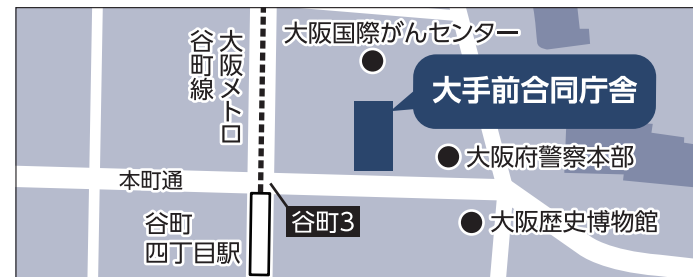 大阪メトロ
谷町線
大阪国際がんセンター
大手前合同庁舎
大阪府警察本部
本町通
谷町3
谷町
四丁目駅
大阪歴史博物館